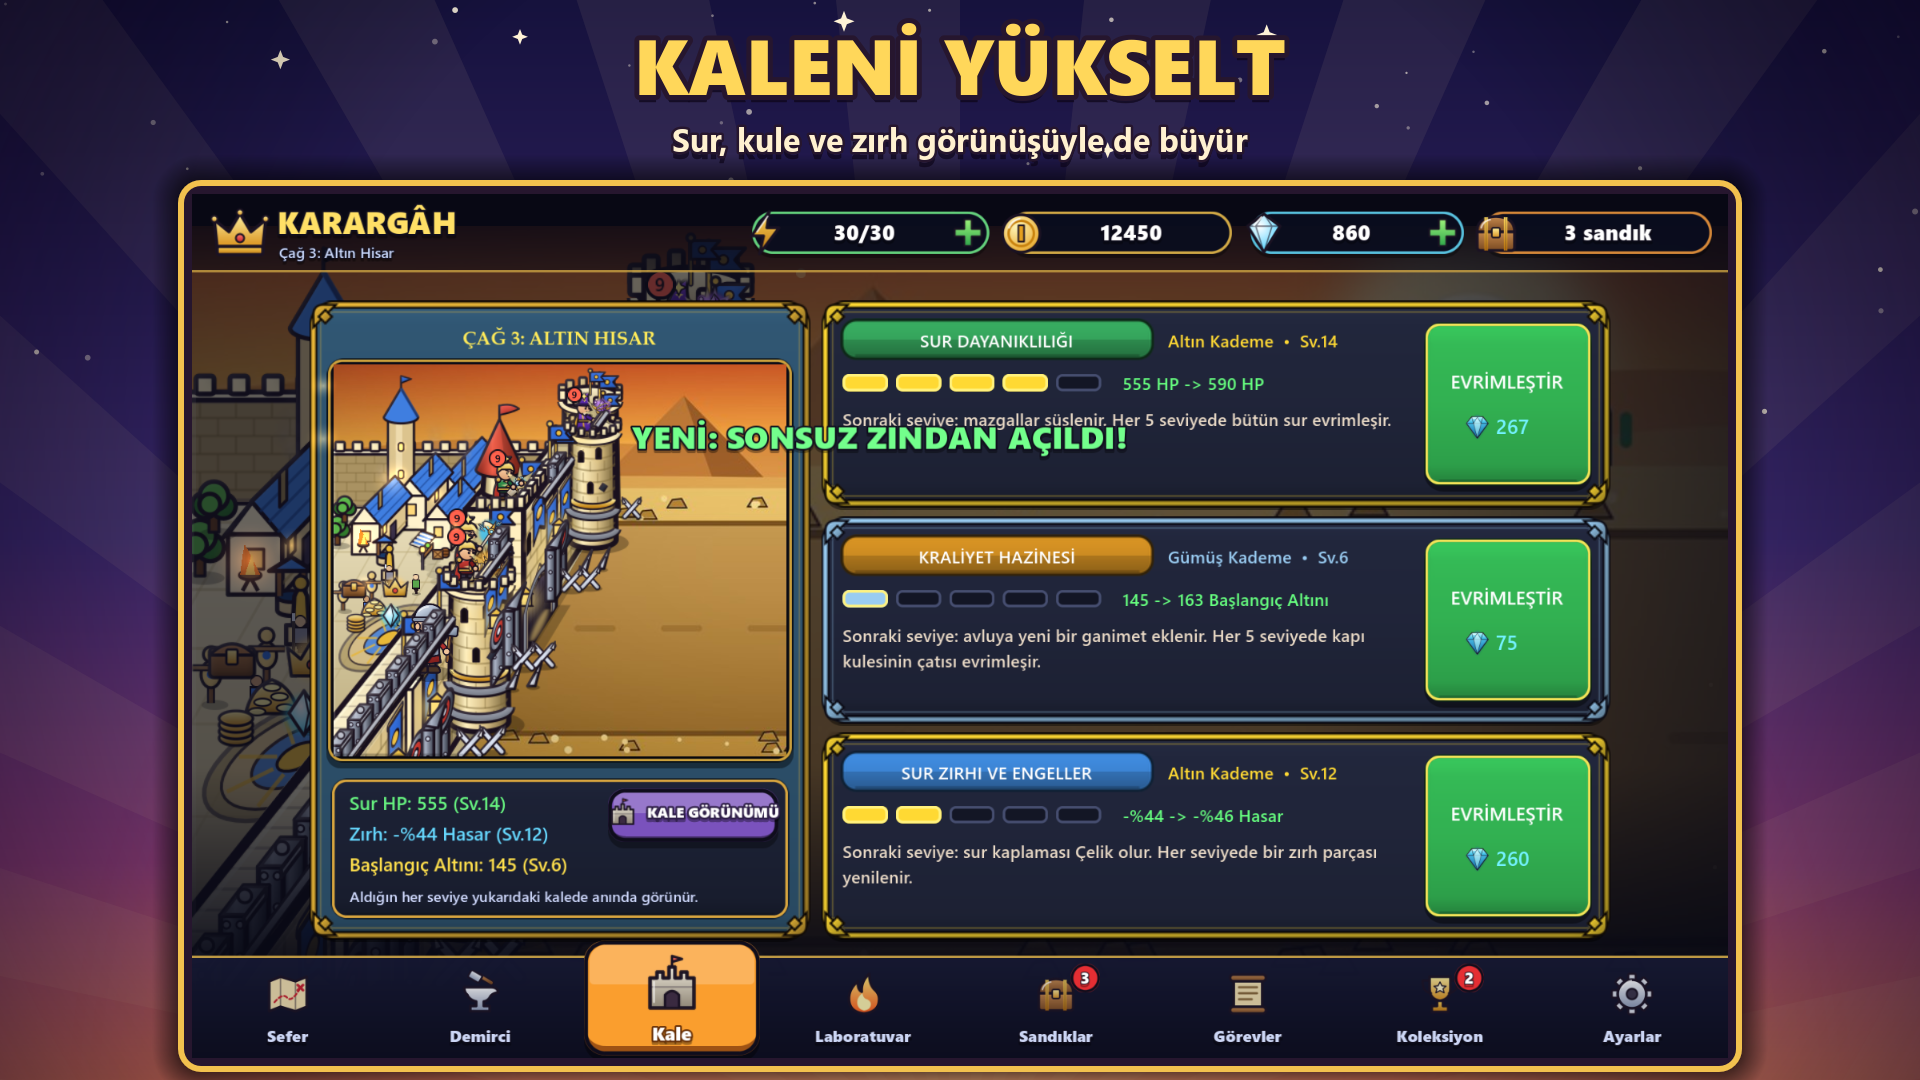 KALENİ YÜKSELT
Sur, kule ve zırh görünüşüyle de büyür
KARARGÂH
Çağ 3: Altın Hisar
30/30
12450
860
3 sandık
9
ÇAĞ 3: ALTIN HISAR
9
9
9
9
Sur HP: 555 (Sv.14)
Zırh: -%44 Hasar (Sv.12)
Başlangıç Altını: 145 (Sv.6)
Aldığın her seviye yukarıdaki kalede anında görünür.
KALE GÖRÜNÜMÜ
SUR DAYANIKLILIĞI
Altın Kademe • Sv.14
555 HP -> 590 HP
Sonraki seviye: mazgallar süslenir. Her 5 seviyede bütün sur evrimleşir.
EVRİMLEŞTİR
267
YENİ: SONSUZ ZINDAN AÇILDI!
KRALİYET HAZİNESİ
Gümüş Kademe • Sv.6
145 -> 163 Başlangıç Altını
Sonraki seviye: avluya yeni bir ganimet eklenir. Her 5 seviyede kapı
kulesinin çatısı evrimleşir.
EVRİMLEŞTİR
75
SUR ZIRHI VE ENGELLER
Altın Kademe • Sv.12
-%44 -> -%46 Hasar
Sonraki seviye: sur kaplaması Çelik olur. Her seviyede bir zırh parçası
yenilenir.
EVRİMLEŞTİR
260
Sefer
Demirci
Kale
Laboratuvar
3
Sandıklar
Görevler
2
Koleksiyon
Ayarlar